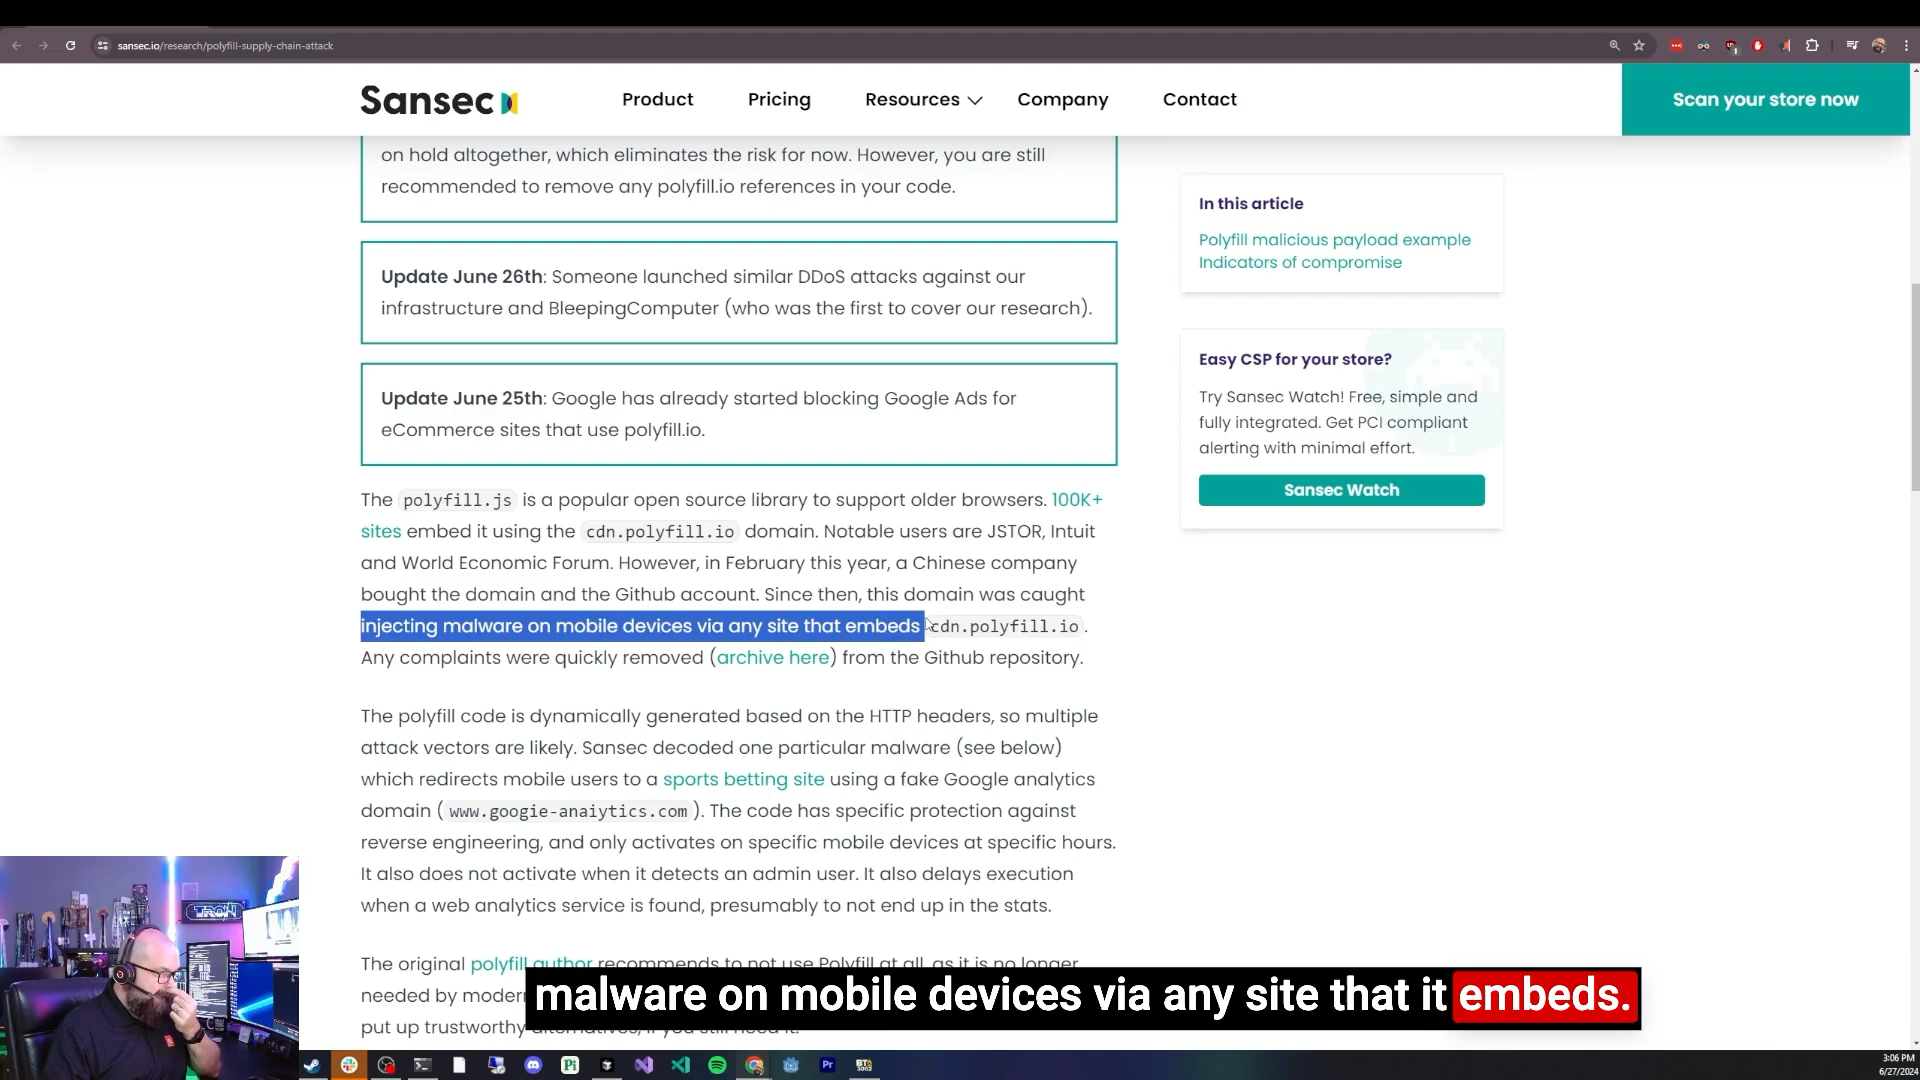 sansec.io/research/polyfill-supply-chain-attack
Sansec
Product
Pricing
Resources
Company
Contact
Scan your store now
on hold altogether, which eliminates the risk for now. However, you are still
recommended to remove any polyfill.io references in your code.
Update June 26th: Someone launched similar DDoS attacks against our
infrastructure and BleepingComputer (who was the first to cover our research).
Update June 25th: Google has already started blocking Google Ads for
eCommerce sites that use polyfill.io.
The polyfill.js is a popular open source library to support older browsers. 100K+
sites embed it using the cdn.polyfill.io domain. Notable users are JSTOR, Intuit
and World Economic Forum. However, in February this year, a Chinese company
bought the domain and the Github account. Since then, this domain was caught
injecting malware on mobile devices via any site that embeds cdn.polyfill.io.
Any complaints were quickly removed (archive here) from the Github repository.
The polyfill code is dynamically generated based on the HTTP headers, so multiple
attack vectors are likely. Sansec decoded one particular malware (see below)
which redirects mobile users to a sports betting site using a fake Google analytics
domain (www.googie-anaiytics.com). The code has specific protection against
reverse engineering, and only activates on specific mobile devices at specific hours.
It also does not activate when it detects an admin user. It also delays execution
when a web analytics service is found, presumably to not end up in the stats.
The original polyfill author recommends to not use Polyfill at all, as it is no longer
needed by moder
put up trustworthy alternatives, if you still need it.
In this article
Polyfill malicious payload example
Indicators of compromise
Easy CSP for your store?
Try Sansec Watch! Free, simple and
fully integrated. Get PCI compliant
alerting with minimal effort.
Sansec Watch
TRON
malware on mobile devices via any site that it embeds.
Pr
3:06 PM
6/27/2024